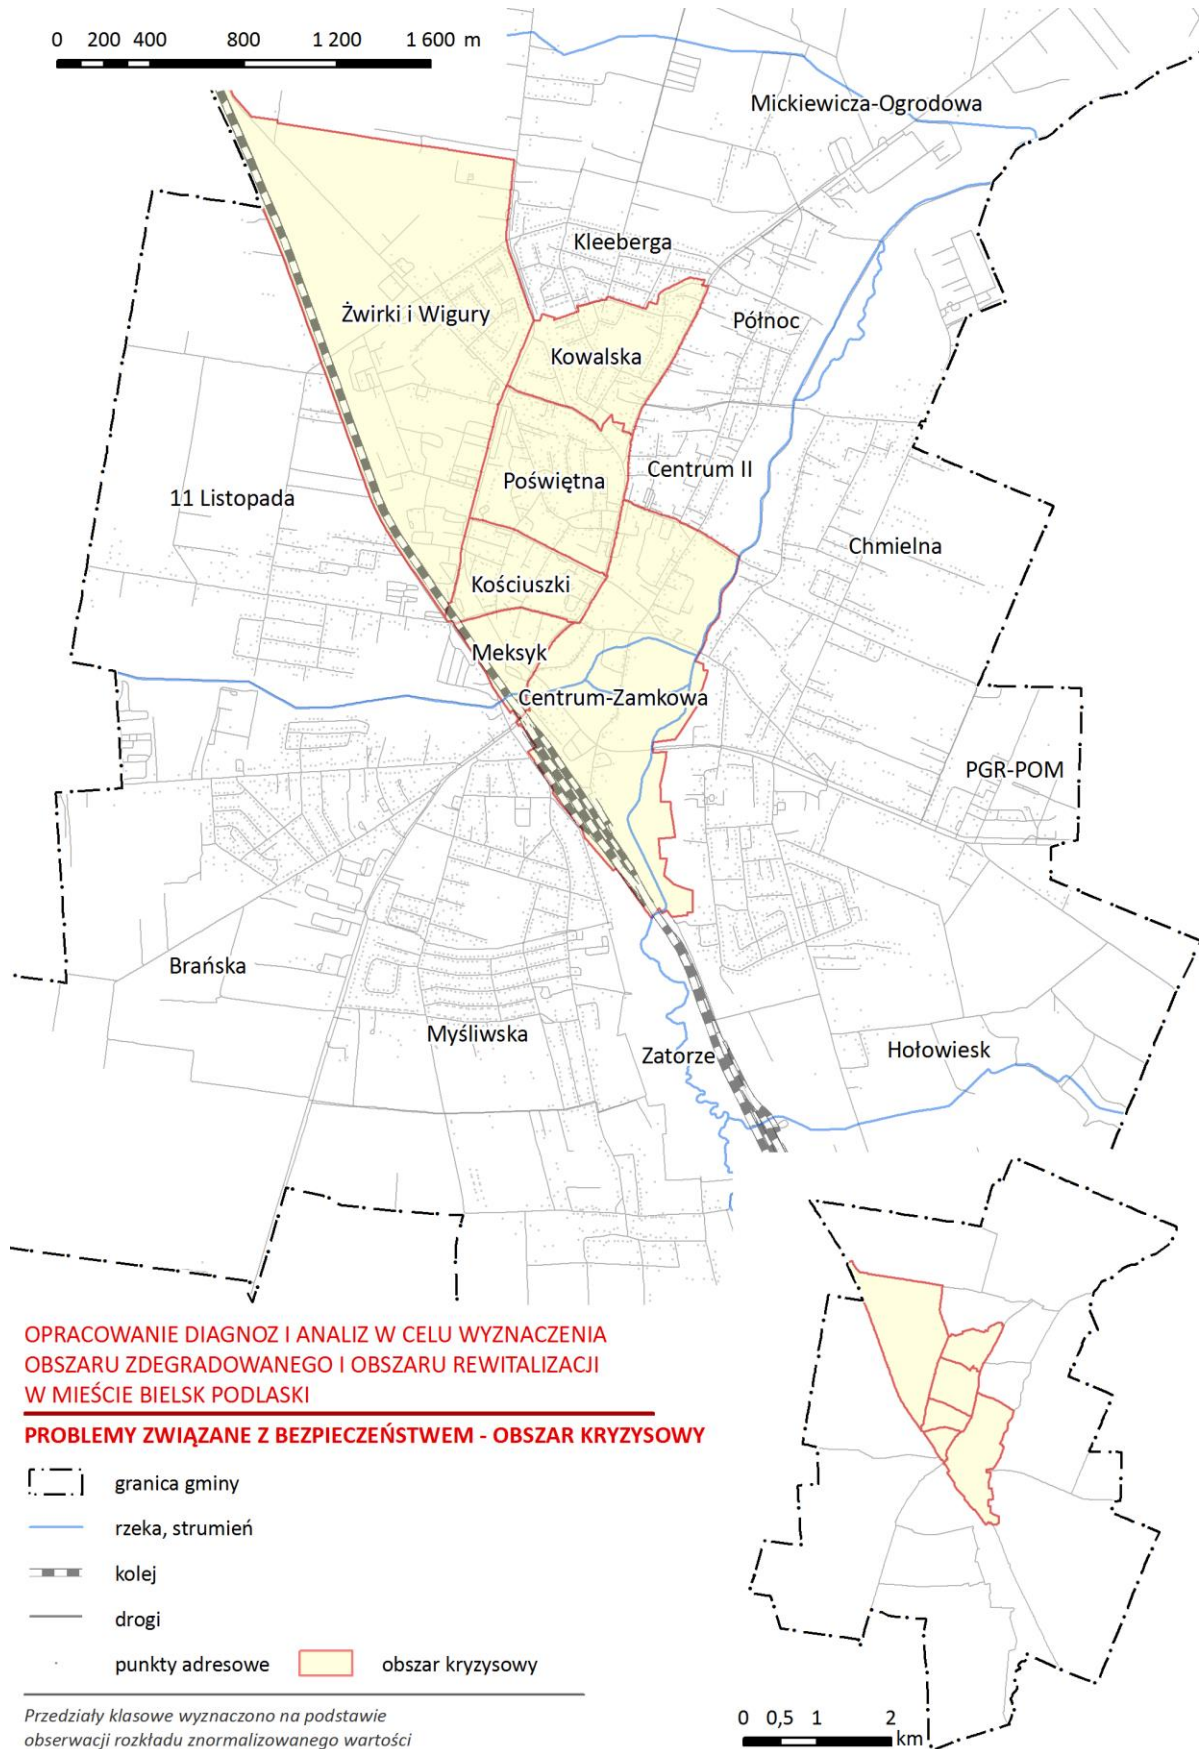 0 200 400 800 1 200 1 600 m
Mickiewicza-Ogrodowa
Kleeberga
Żwirki i Wigury
Północ
Kowalska
Centrum II
Poświętna
11 Listopada
Chmielna
Kościuszki
Meksyk
Centrum-Zamkowa
PGR-POM
Brańska
Myśliwska
Zatorze
Hołowiesk
OPRACOWANIE DIAGNOZ I ANALIZ W CELU WYZNACZENIA
OBSZARU ZDEGRADOWANEGO I OBSZARU REWITALIZACJI
W MIEŚCIE BIELSK PODLASKI
PROBLEMY ZWIĄZANE Z BEZPIECZEŃSTWEM - OBSZAR KRYZYSOWY
granica gminy
rzeka, strumień
kolej
drogi
punkty adresowe
obszar kryzysowy
Przedziały klasowe wyznaczono na podstawie
obserwacji rozkładu znormalizowanego wartości
0 0,5 1 2
km